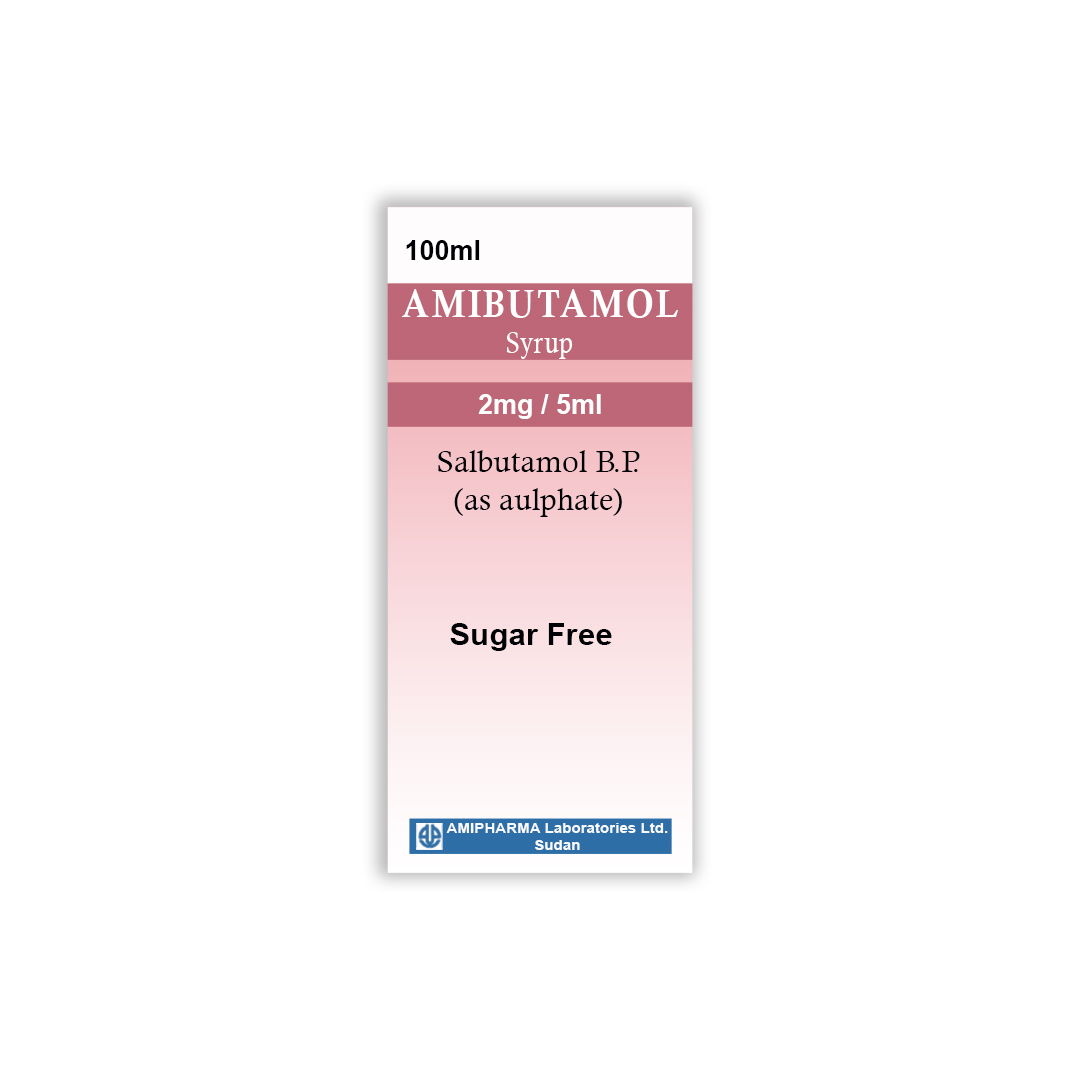 100ml
AMIBUTAMOL
Syrup
2mg / 5ml
Salbutamol B.P.
(as aulphate)
Sugar Free
AMIPHARMA Laboratories Ltd.
Sudan